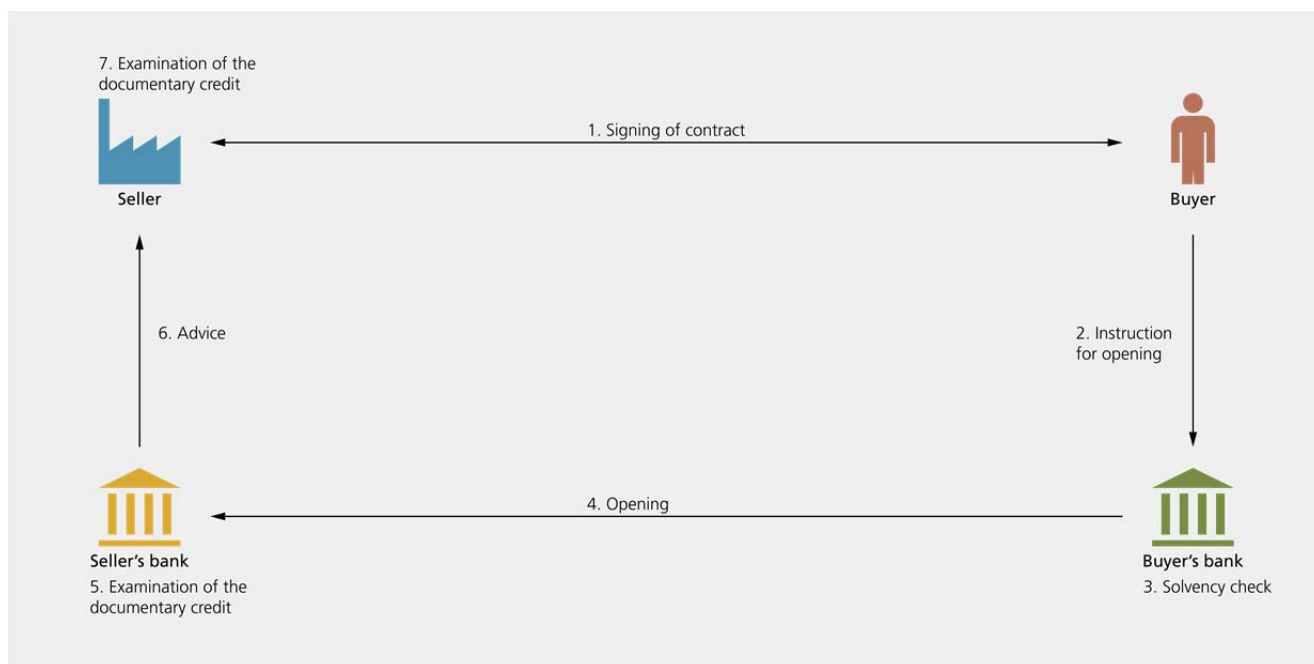 7. Examination of the
documentary credit
1. Signing of contract
Seller
Buyer
6. Advice
2. Instruction
for opening
4. Opening
Seller's bank
5. Examination of the
documentary credit
Buyer's bank
3. Solvency check